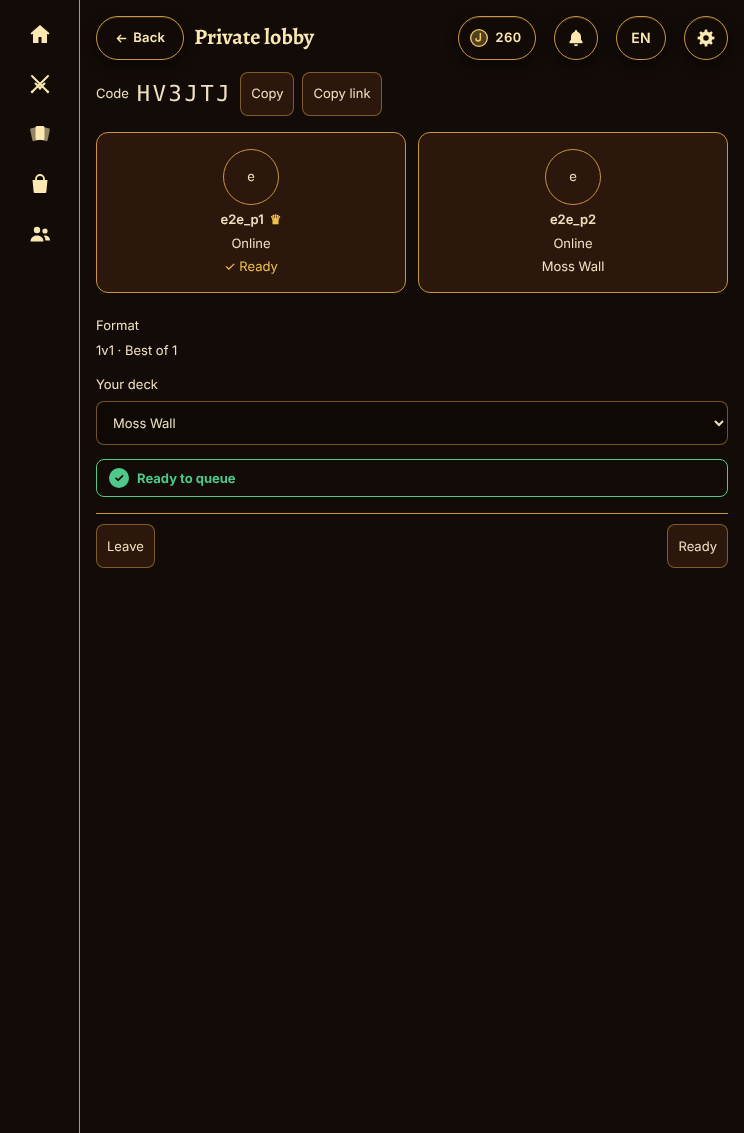 ← Back
Private lobby
J 260
EN
Code HV3JTJ Copy Copy link
e
e2e_p1 ♛
Online
✓ Ready
e
e2e_p2
Online
Moss Wall
Format
1v1 · Best of 1
Your deck
Moss Wall
Ready to queue
Leave
Ready